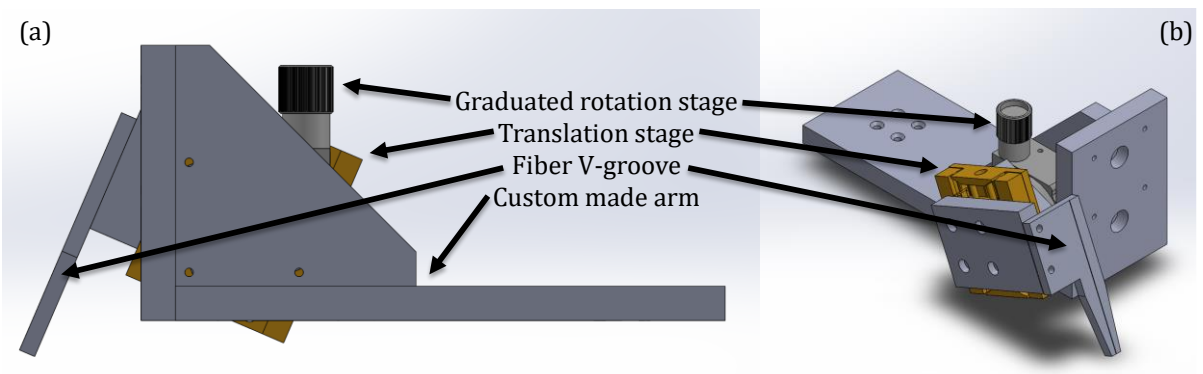 (a)
(b)
Graduated rotation stage
Translation stage
Fiber V-groove
Custom made arm